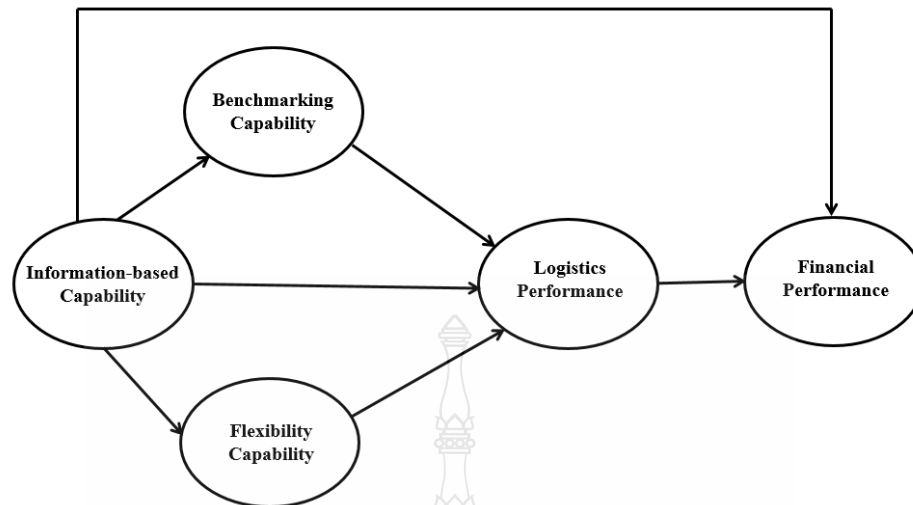 Benchmarking
Capability
Information-based
Capability
Logistics
Performance
Financial
Performance
Flexibility
Capability